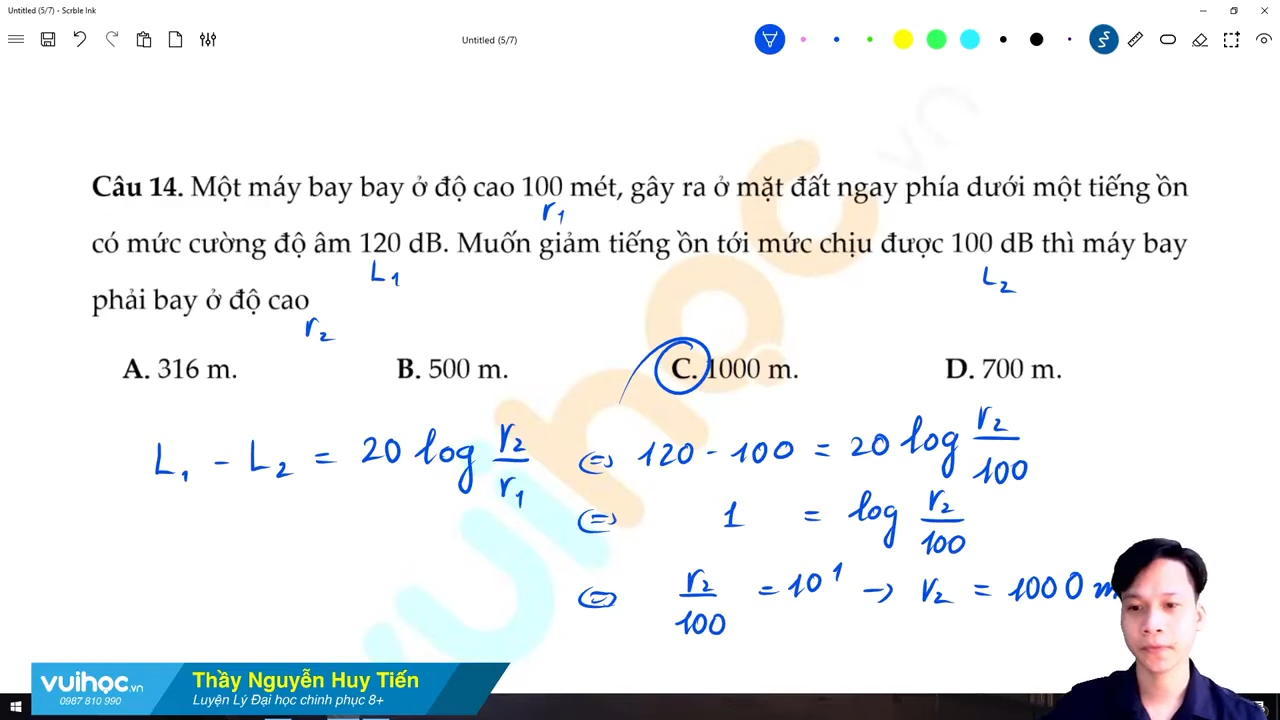 Untitled (5/7) - Scrble Ink
Untitled (5/7)
Câu 14. Một máy bay bay ở độ cao 100 mét, gây ra ở mặt đất ngay phía dưới một tiếng ồn
r₁
có mức cường độ âm 120 dB. Muốn giảm tiếng ồn tới mức chịu được 100 dB thì máy bay
L₁ L₂
phải bay ở độ cao
r₂
A. 316 m. B. 500 m. C. 1000 m. D. 700 m.
L₁ - L₂ = 20 log r₂/r₁ ⇔ 120 - 100 = 20 log r₂/100
⇔ 1 = log r₂/100
⇔ r₂/100 = 10¹ → r₂ = 1000 m
vuihọc.vn
0987 810 990
Thầy Nguyễn Huy Tiến
Luyện Lý Đại học chinh phục 8+
vuihọc.vn